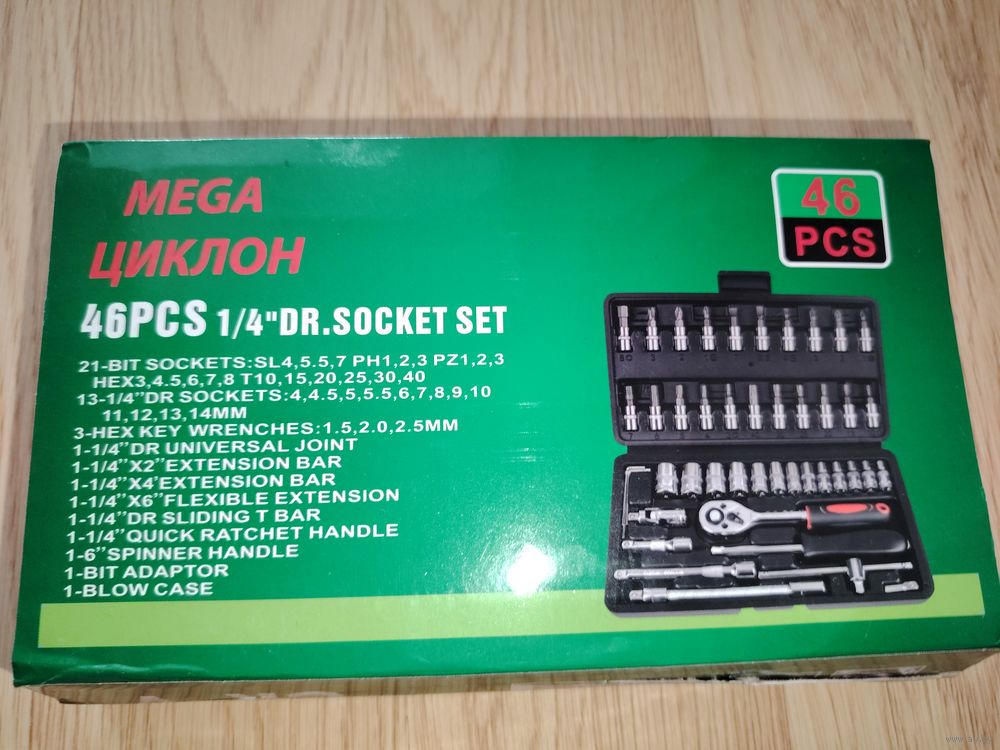 MEGA
ЦИКЛОН
46
PCS
46PCS 1/4"DR.SOCKET SET
21-BIT SOCKETS:SL4,5.5,7 PH1,2,3 PZ1,2,3
HEX3,4.5,6,7,8 T10,15,20,25,30,40
13-1/4"DR SOCKETS:4,4.5,5,5.5,6,7,8,9,10
11,12,13,14MM
3-HEX KEY WRENCHES:1.5,2.0,2.5MM
1-1/4"DR UNIVERSAL JOINT
1-1/4"X2"EXTENSION BAR
1-1/4"X4'EXTENSION BAR
1-1/4"X6"FLEXIBLE EXTENSION
1-1/4"DR SLIDING T BAR
1-1/4"QUICK RATCHET HANDLE
1-6"SPINNER HANDLE
1-BIT ADAPTOR
1-BLOW CASE